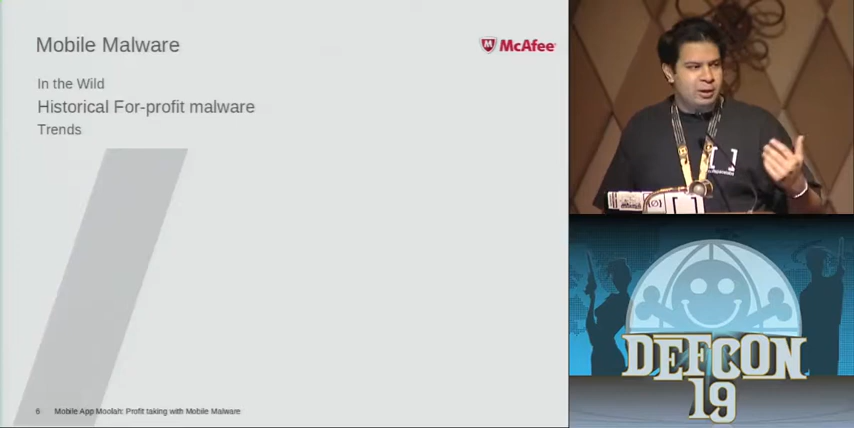 Mobile Malware
McAfee
In the Wild
Historical For-profit malware
Trends
6 Mobile App Moolah: Profit taking with Mobile Malware
[ ]
DEFCON
19